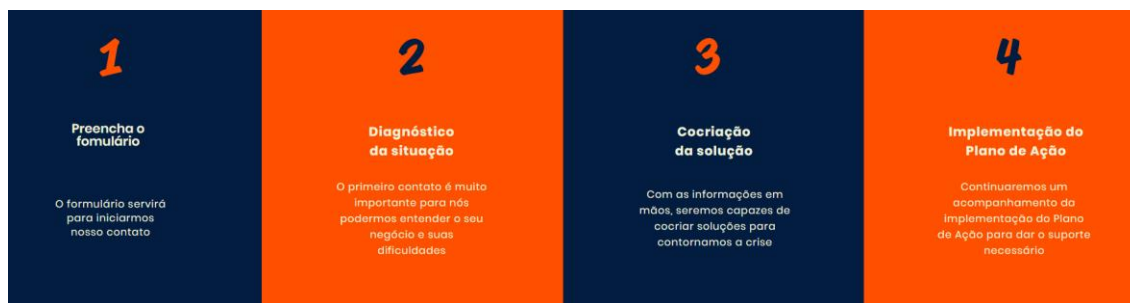 1
Preencha o
fomulário
O formulário servirá
para iniciarmos
nosso contato
2
Diagnóstico
da situação
O primeiro contato é muito
importante para nós
podermos entender o seu
negócio e suas
dificuldades
3
Cocriação
da solução
Com as informações em
mãos, seremos capazes de
cocriar soluções para
contornamos a crise
4
Implementação do
Plano de Ação
Continuaremos um
acompanhamento da
implementação do Plano
de Ação para dar o suporte
necessário